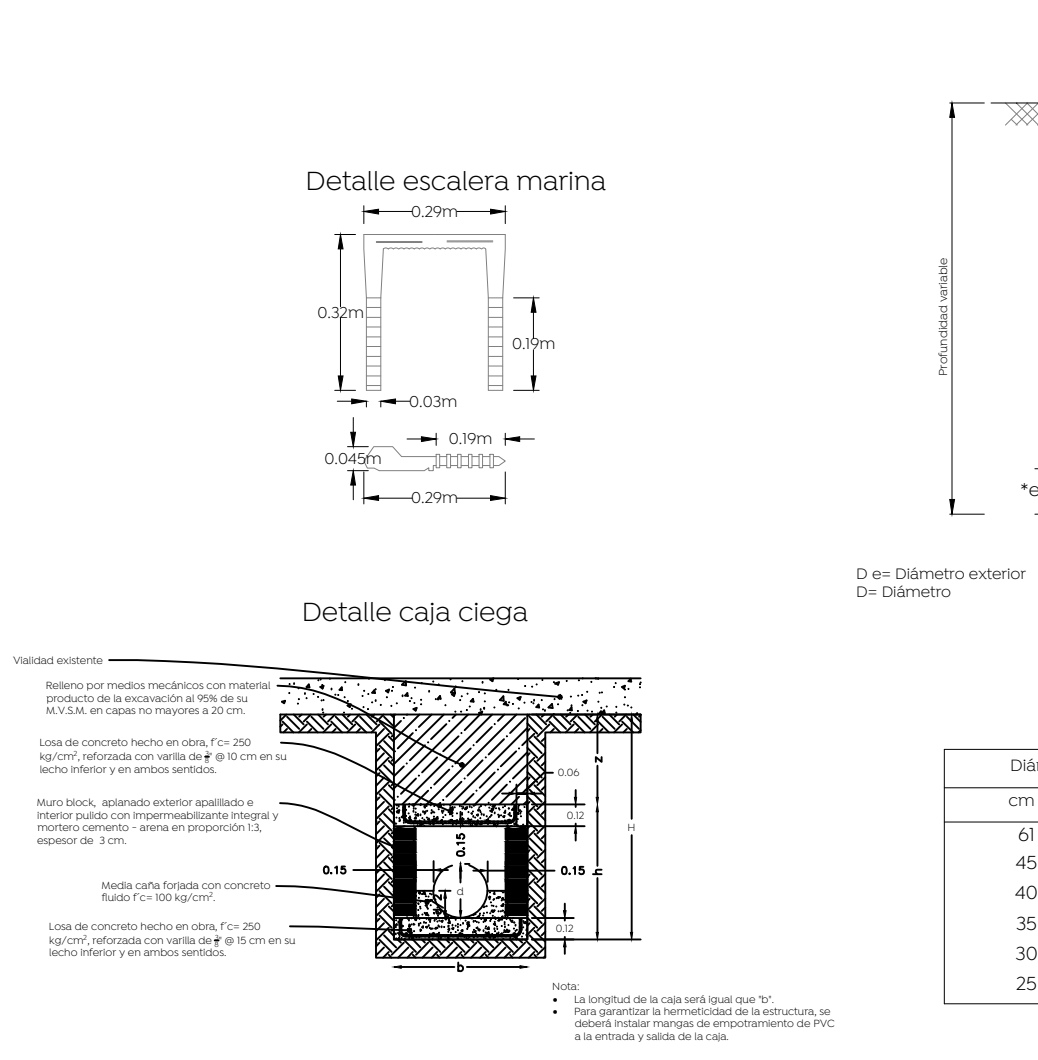 Detalle escalera marina
0.29m
0.32m
0.19m
0.03m
0.19m
0.045m
0.29m
Profundidad variable
*e
D e= Diámetro exterior
D= Diámetro
Detalle caja ciega
Vialidad existente
Relleno por medios mecánicos con material
producto de la excavación al 95% de su
M.V.S.M. en capas no mayores a 20 cm.
Losa de concreto hecho en obra, f´c= 250
kg/cm², reforzada con varilla de @ 10 cm en su
lecho inferior y en ambos sentidos.
Muro block, aplanado exterior apalillado e
interior pulido con impermeabilizante integral y
mortero cemento - arena en proporción 1:3,
espesor de 3 cm.
Media caña forjada con concreto
fluido f´c= 100 kg/cm².
Losa de concreto hecho en obra, f´c= 250
kg/cm², reforzada con varilla de @ 15 cm en su
lecho inferior y en ambos sentidos.
z
0.06
0.12
H
0.15
0.15
0.15
h
d
0.12
b
Nota:
• La longitud de la caja será igual que "b".
• Para garantizar la hermeticidad de la estructura, se
deberá instalar mangas de empotramiento de PVC
a la entrada y salida de la caja.
Diá
cm
61
45
40
35
30
25